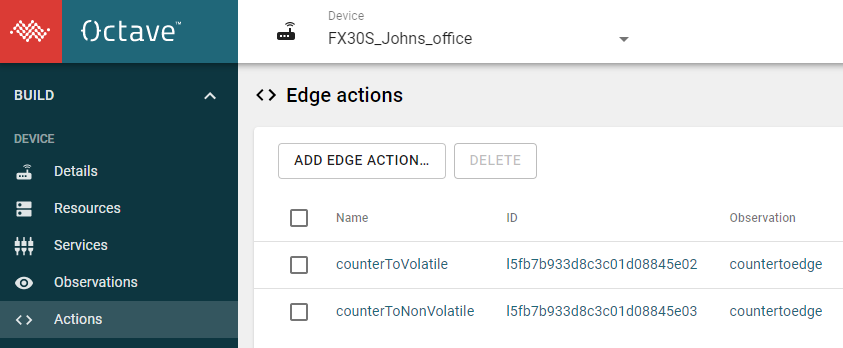 Octave™
Device
FX30S_Johns_office
BUILD
Edge actions
DEVICE
Details
Resources
Services
Observations
Actions
ADD EDGE ACTION…
DELETE
Name
ID
Observation
counterToVolatile
l5fb7b933d8c3c01d08845e02
countertoedge
counterToNonVolatile
l5fb7b933d8c3c01d08845e03
countertoedge